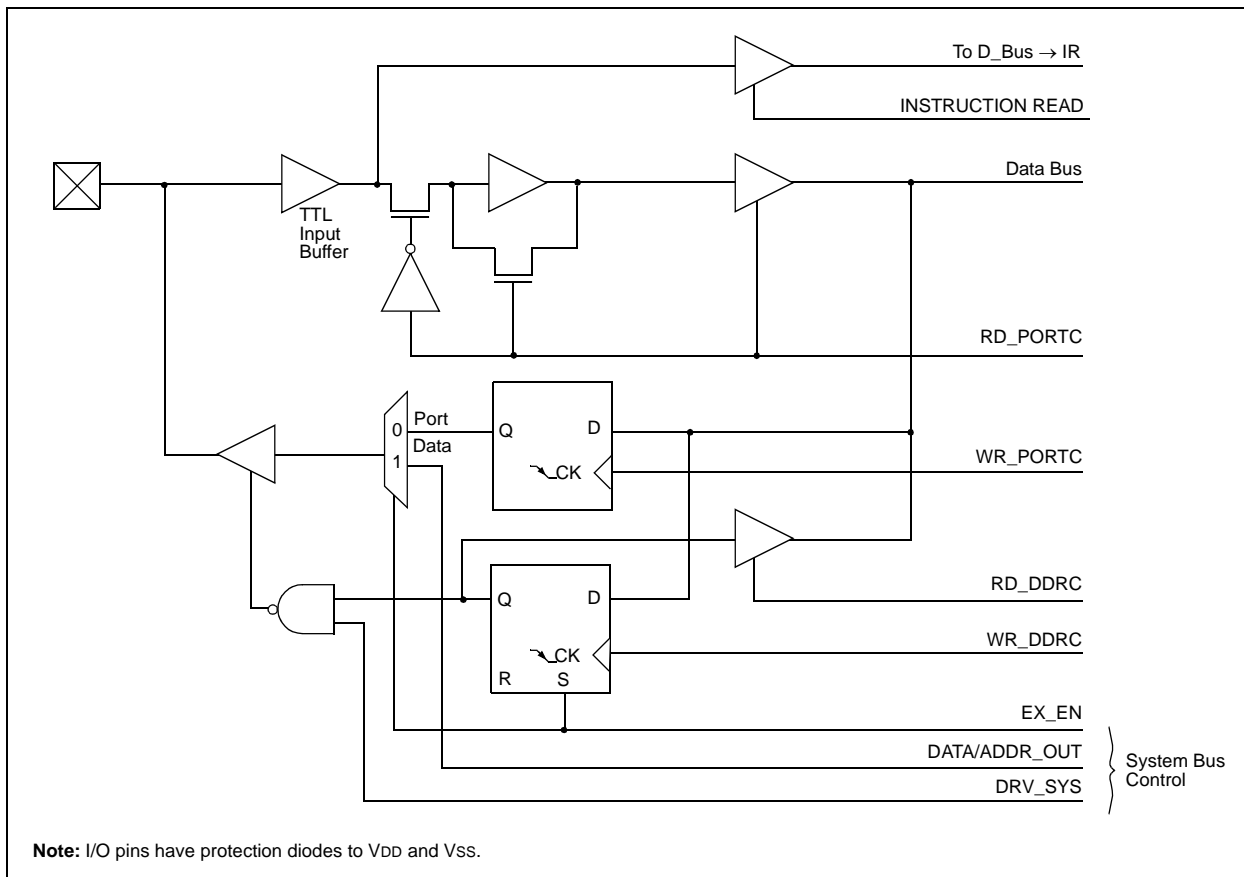 To D_Bus → IR
INSTRUCTION READ
Data Bus
TTL
Input
Buffer
RD_PORTC
Port
0
Q
D
Data
1
WR_PORTC
CK
RD_DDRC
Q
D
WR_DDRC
CK
R
S
EX_EN
DATA/ADDR_OUT
System Bus
Control
DRV_SYS
Note: I/O pins have protection diodes to VDD and VSS.